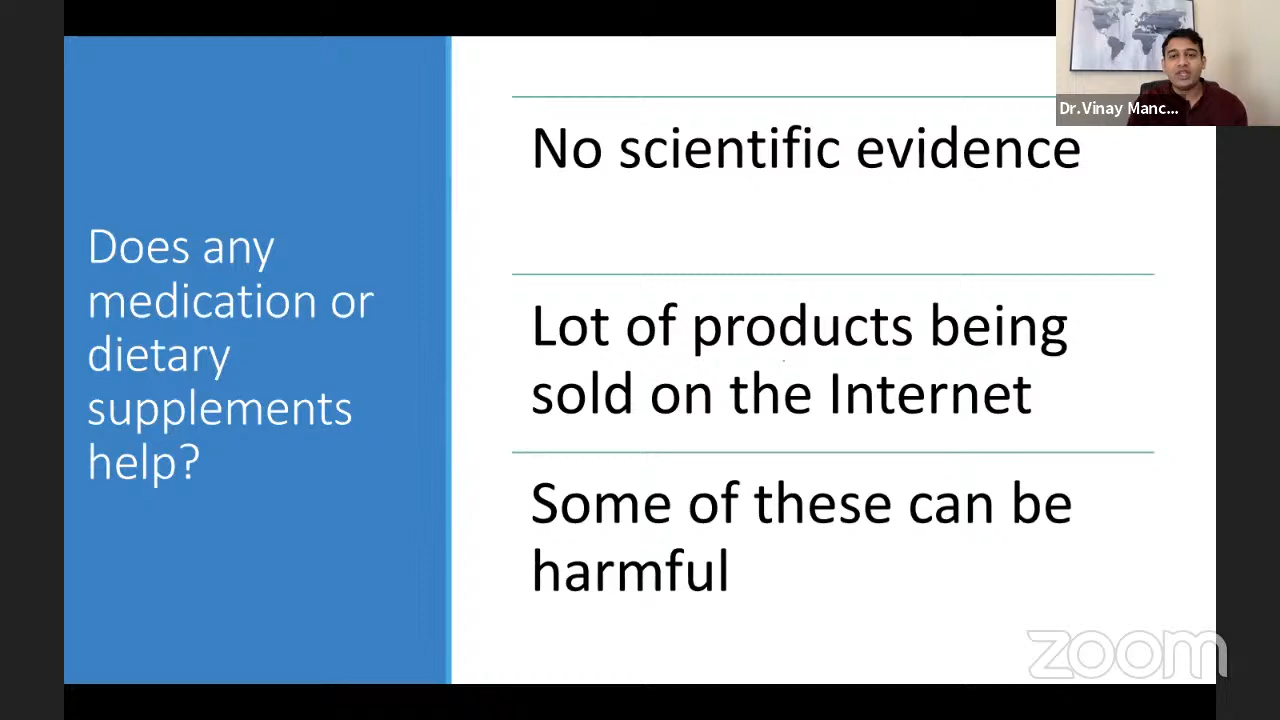 Dr.Vinay Manc...
No scientific evidence
Does any
medication or
dietary
supplements
help?
Lot of products being
sold on the Internet
Some of these can be
harmful
zoom